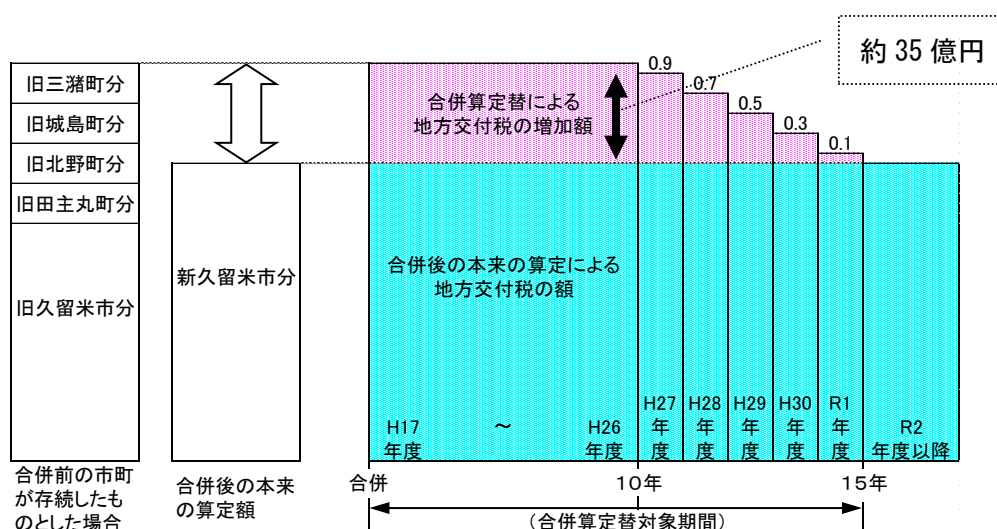 約 35 億円
旧三潴町分
旧城島町分
旧北野町分
旧田主丸町分
旧久留米市分
新久留米市分
合併算定替による
地方交付税の増加額
0.9
0.7
0.5
0.3
0.1
合併後の本来の算定による
地方交付税の額
H17
年度
～
H26
年度
H27
年
度
H28
年
度
H29
年
度
H30
年
度
R1
年
度
R2
年度以降
合併前の市町
が存続したも
のとした場合
合併後の本来
の算定額
合併
10年
15年
(合併算定替対象期間)